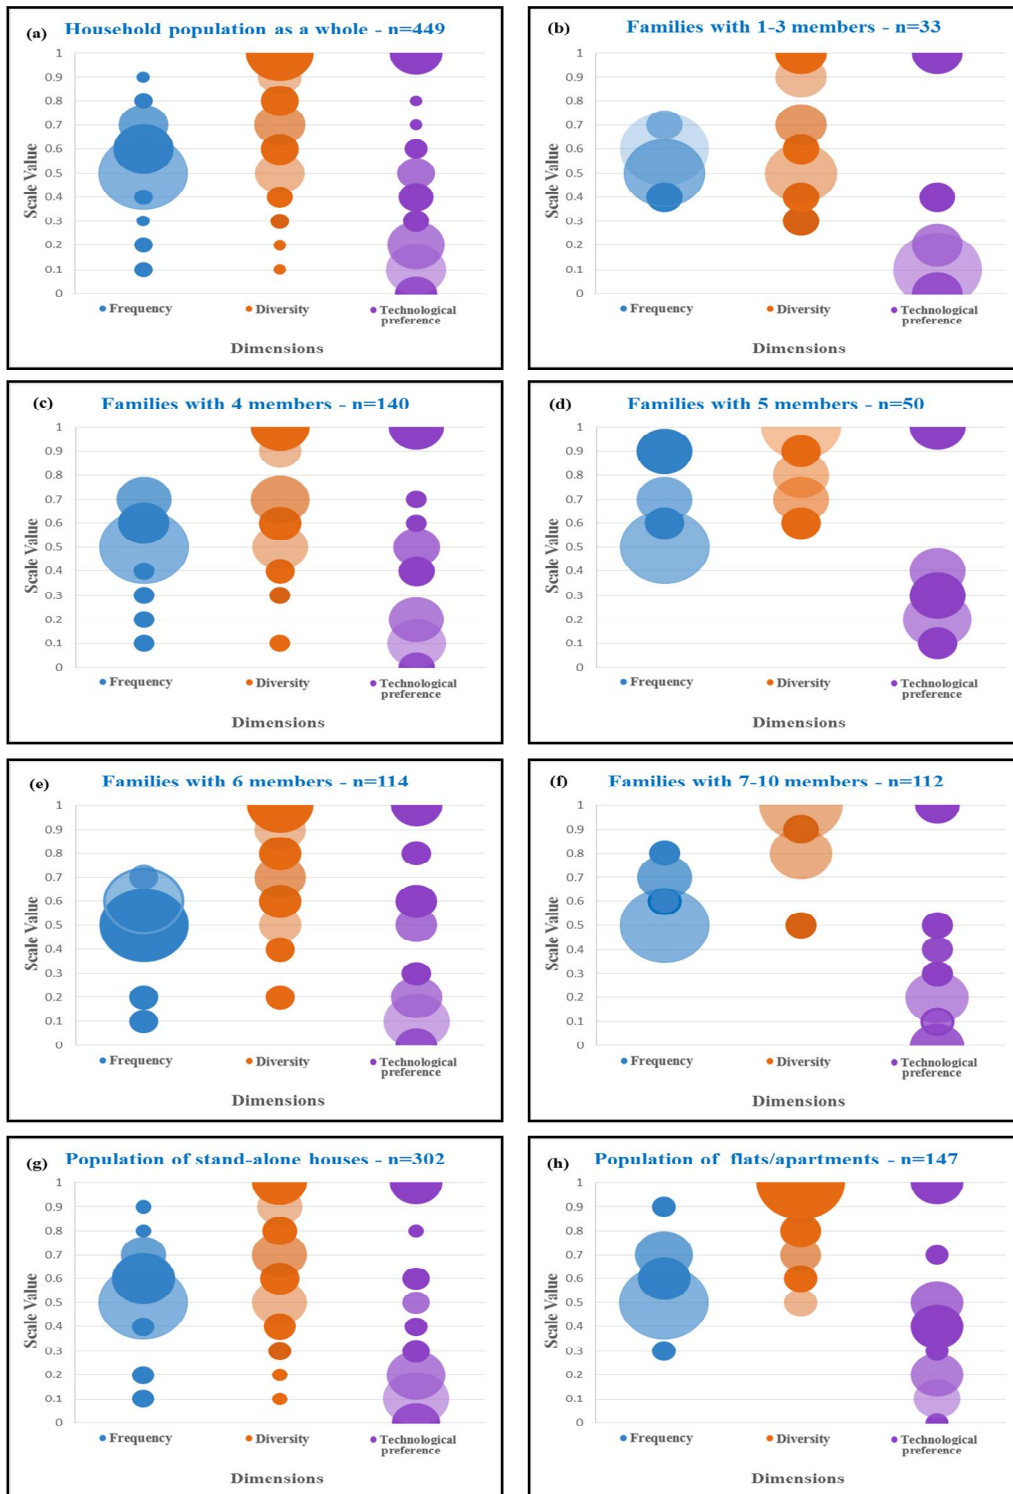 (a) Household population as a whole - n=449
1
0.9
0.8
0.7
0.6
0.5
0.4
0.3
0.2
0.1
0
Scale Value
Frequency
Diversity
Technological
preference
Dimensions
(b) Families with 1-3 members - n=33
1
0.9
0.8
0.7
0.6
0.5
0.4
0.3
0.2
0.1
0
Scale Value
Frequency
Diversity
Technological
preference
Dimensions
(c) Families with 4 members - n=140
1
0.9
0.8
0.7
0.6
0.5
0.4
0.3
0.2
0.1
0
Scale Value
Frequency
Diversity
Technological
preference
Dimensions
(d) Families with 5 members - n=50
1
0.9
0.8
0.7
0.6
0.5
0.4
0.3
0.2
0.1
0
Scale Value
Frequency
Diversity
Technological
preference
Dimensions
(e) Families with 6 members - n=114
1
0.9
0.8
0.7
0.6
0.5
0.4
0.3
0.2
0.1
0
Scale Value
Frequency
Diversity
Technological
preference
Dimensions
(f) Families with 7-10 members - n=112
1
0.9
0.8
0.7
0.6
0.5
0.4
0.3
0.2
0.1
0
Scale Value
Frequency
Diversity
Technological
preference
Dimensions
(g) Population of stand-alone houses - n=302
1
0.9
0.8
0.7
0.6
0.5
0.4
0.3
0.2
0.1
0
Scale Value
Frequency
Diversity
Technological
preference
Dimensions
(h) Population of flats/apartments - n=147
1
0.9
0.8
0.7
0.6
0.5
0.4
0.3
0.2
0.1
0
Scale Value
Frequency
Diversity
Technological
preference
Dimensions